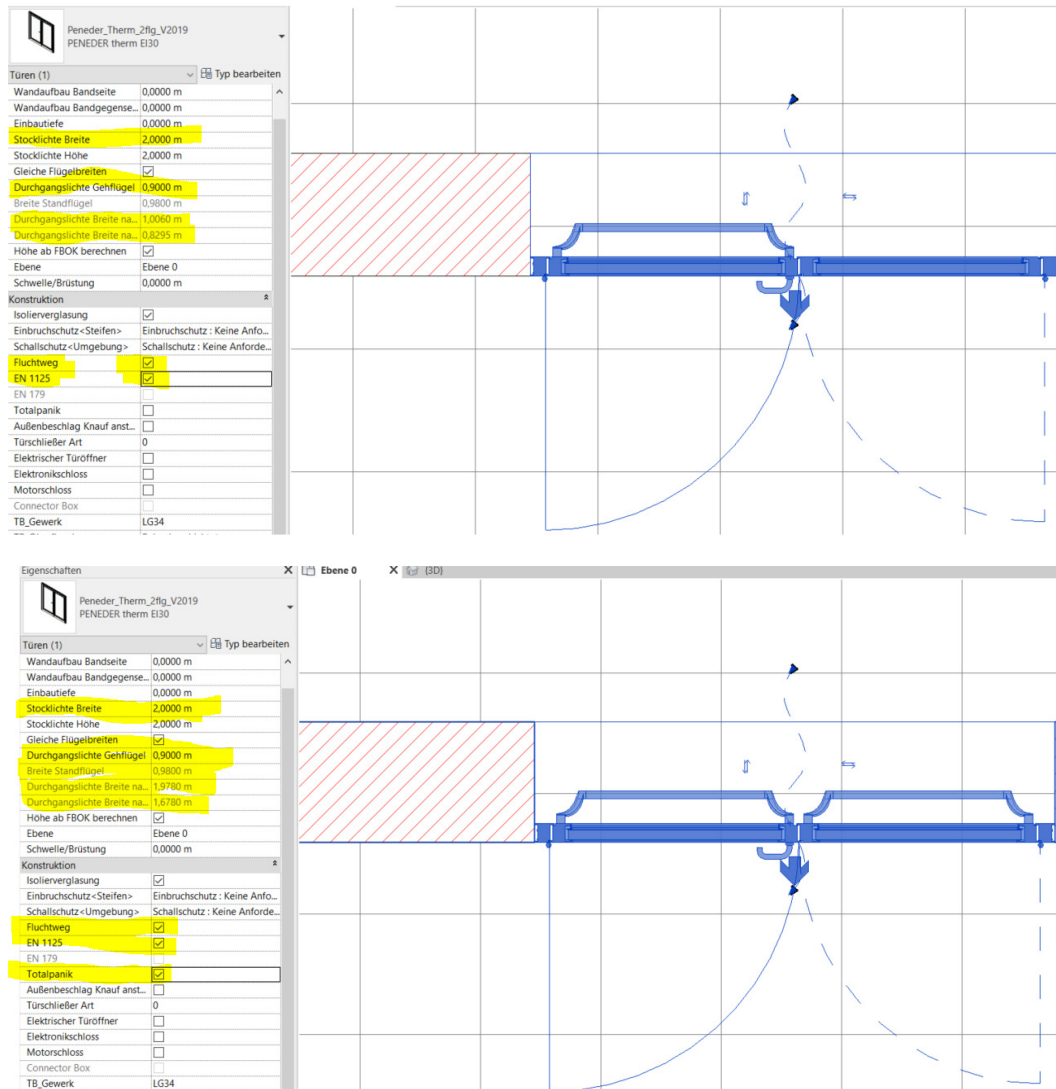 Peneder_Therm_2flg_V2019
PENEDER therm EI30
Türen (1)
Typ bearbeiten
Wandaufbau Bandseite 0,0000 m
Wandaufbau Bandgegense... 0,0000 m
Einbautiefe 0,0000 m
Stocklichte Breite 2,0000 m
Stocklichte Höhe 2,0000 m
Gleiche Flügelbreiten
Durchgangslichte Gehflügel 0,9000 m
Breite Standflügel 0,9800 m
Durchgangslichte Breite na... 1,0060 m
Durchgangslichte Breite na... 0,8295 m
Höhe ab FBOK berechnen
Ebene Ebene 0
Schwelle/Brüstung 0,0000 m
Konstruktion
Isolierverglasung
Einbruchschutz<Steifen> Einbruchschutz : Keine Anfo...
Schallschutz<Umgebung> Schallschutz : Keine Anforde...
Fluchtweg
EN 1125
EN 179
Totalpanik
Außenbeschlag Knauf anst...
Türschließer Art 0
Elektrischer Türöffner
Elektronikschloss
Motorschloss
Connector Box
TB_Gewerk LG34
Eigenschaften X
Ebene 0 X
{3D}
Peneder_Therm_2flg_V2019
PENEDER therm EI30
Türen (1)
Typ bearbeiten
Wandaufbau Bandseite 0,0000 m
Wandaufbau Bandgegense... 0,0000 m
Einbautiefe 0,0000 m
Stocklichte Breite 2,0000 m
Stocklichte Höhe 2,0000 m
Gleiche Flügelbreiten
Durchgangslichte Gehflügel 0,9000 m
Breite Standflügel 0,9800 m
Durchgangslichte Breite na... 1,9780 m
Durchgangslichte Breite na... 1,6780 m
Höhe ab FBOK berechnen
Ebene Ebene 0
Schwelle/Brüstung 0,0000 m
Konstruktion
Isolierverglasung
Einbruchschutz<Steifen> Einbruchschutz : Keine Anfo...
Schallschutz<Umgebung> Schallschutz : Keine Anforde...
Fluchtweg
EN 1125
EN 179
Totalpanik
Außenbeschlag Knauf anst...
Türschließer Art 0
Elektrischer Türöffner
Elektronikschloss
Motorschloss
Connector Box
TB_Gewerk LG34